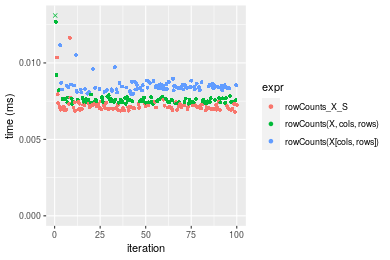 0.010
0.005
0.000
time (ms)
0
25
50
75
100
iteration
expr
rowCounts_X_S
rowCounts(X, cols, rows)
rowCounts(X[cols, rows])